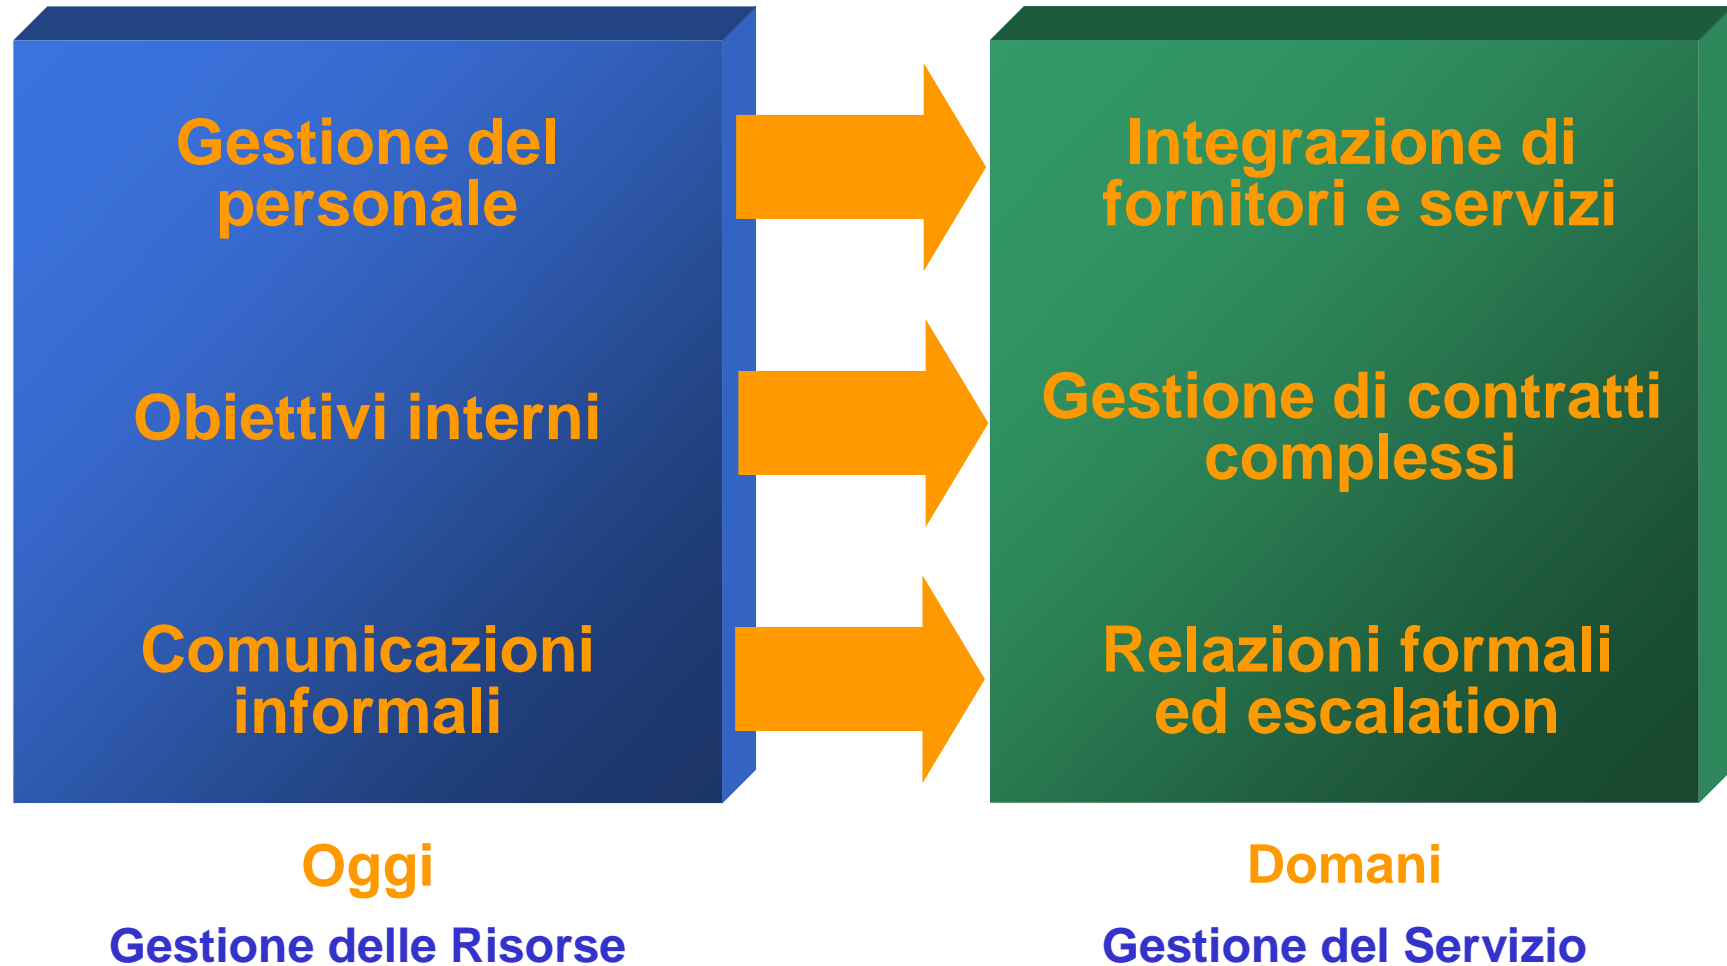 Gestione del
personale
Integrazione di
fornitori e servizi
Obiettivi interni
Gestione di contratti
complessi
Comunicazioni
informali
Relazioni formali
ed escalation
Oggi
Domani
Gestione delle Risorse
Gestione del Servizio